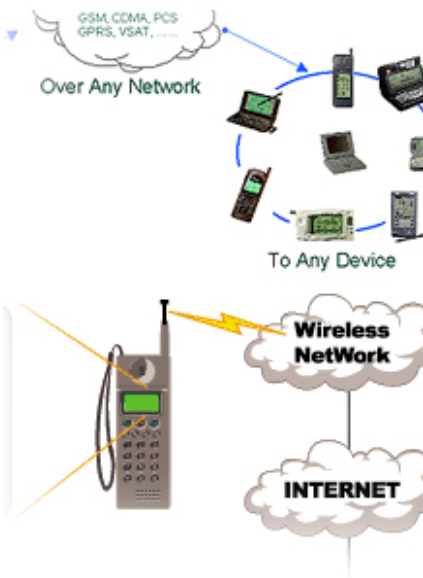 GSM, CDMA, PCS
GPRS, VSAT, ......
Over Any Network
To Any Device
Wireless
NetWork
INTERNET